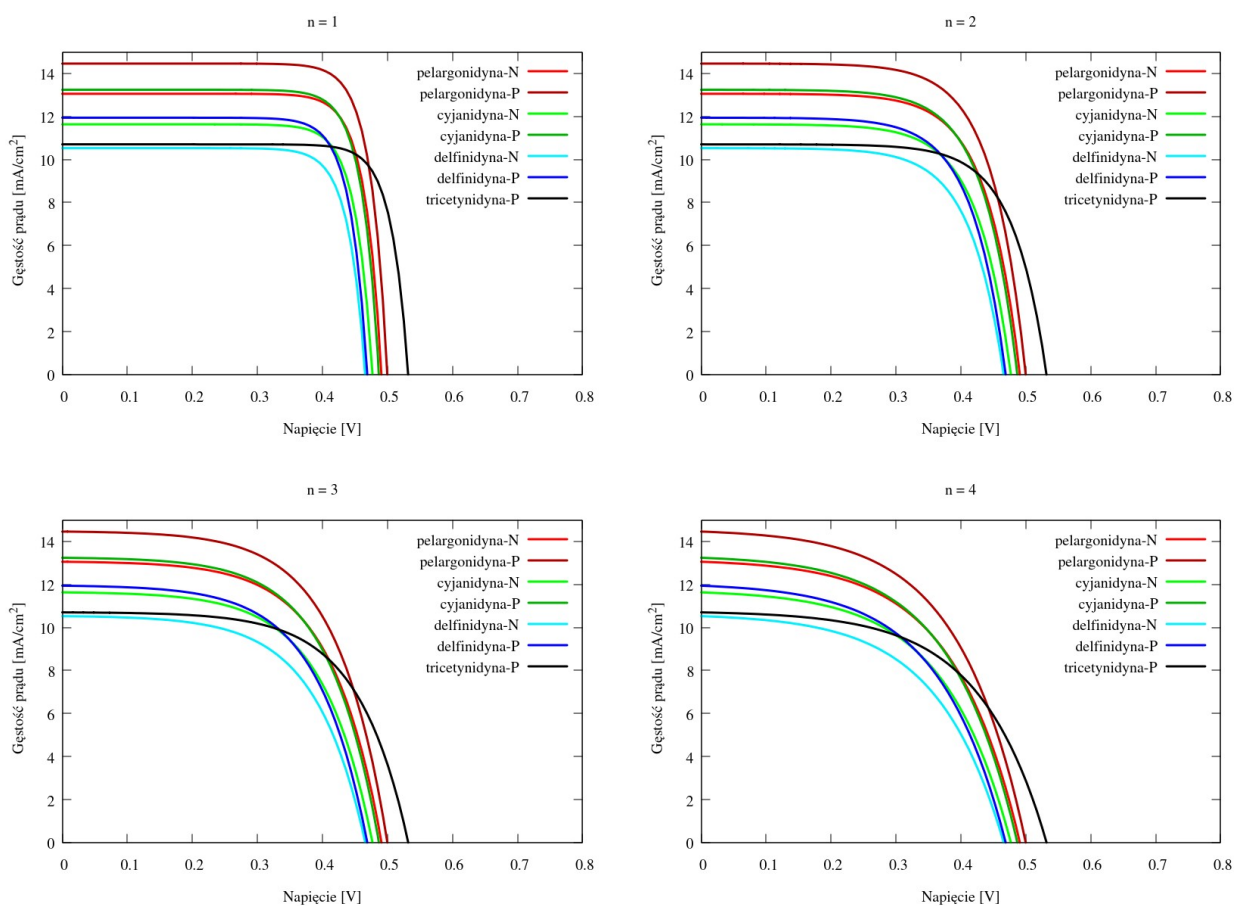 n = 1
14
12
10
8
6
4
2
0
Gęstość prądu [mA/cm²]
pelargonidyna-N
pelargonidyna-P
cyjanidyna-N
cyjanidyna-P
delfinidyna-N
delfinidyna-P
tricetynidyna-P
0 0.1 0.2 0.3 0.4 0.5 0.6 0.7 0.8
Napięcie [V]
n = 2
14
12
10
8
6
4
2
0
Gęstość prądu [mA/cm²]
pelargonidyna-N
pelargonidyna-P
cyjanidyna-N
cyjanidyna-P
delfinidyna-N
delfinidyna-P
tricetynidyna-P
0 0.1 0.2 0.3 0.4 0.5 0.6 0.7 0.8
Napięcie [V]
n = 3
14
12
10
8
6
4
2
0
Gęstość prądu [mA/cm²]
pelargonidyna-N
pelargonidyna-P
cyjanidyna-N
cyjanidyna-P
delfinidyna-N
delfinidyna-P
tricetynidyna-P
0 0.1 0.2 0.3 0.4 0.5 0.6 0.7 0.8
Napięcie [V]
n = 4
14
12
10
8
6
4
2
0
Gęstość prądu [mA/cm²]
pelargonidyna-N
pelargonidyna-P
cyjanidyna-N
cyjanidyna-P
delfinidyna-N
delfinidyna-P
tricetynidyna-P
0 0.1 0.2 0.3 0.4 0.5 0.6 0.7 0.8
Napięcie [V]